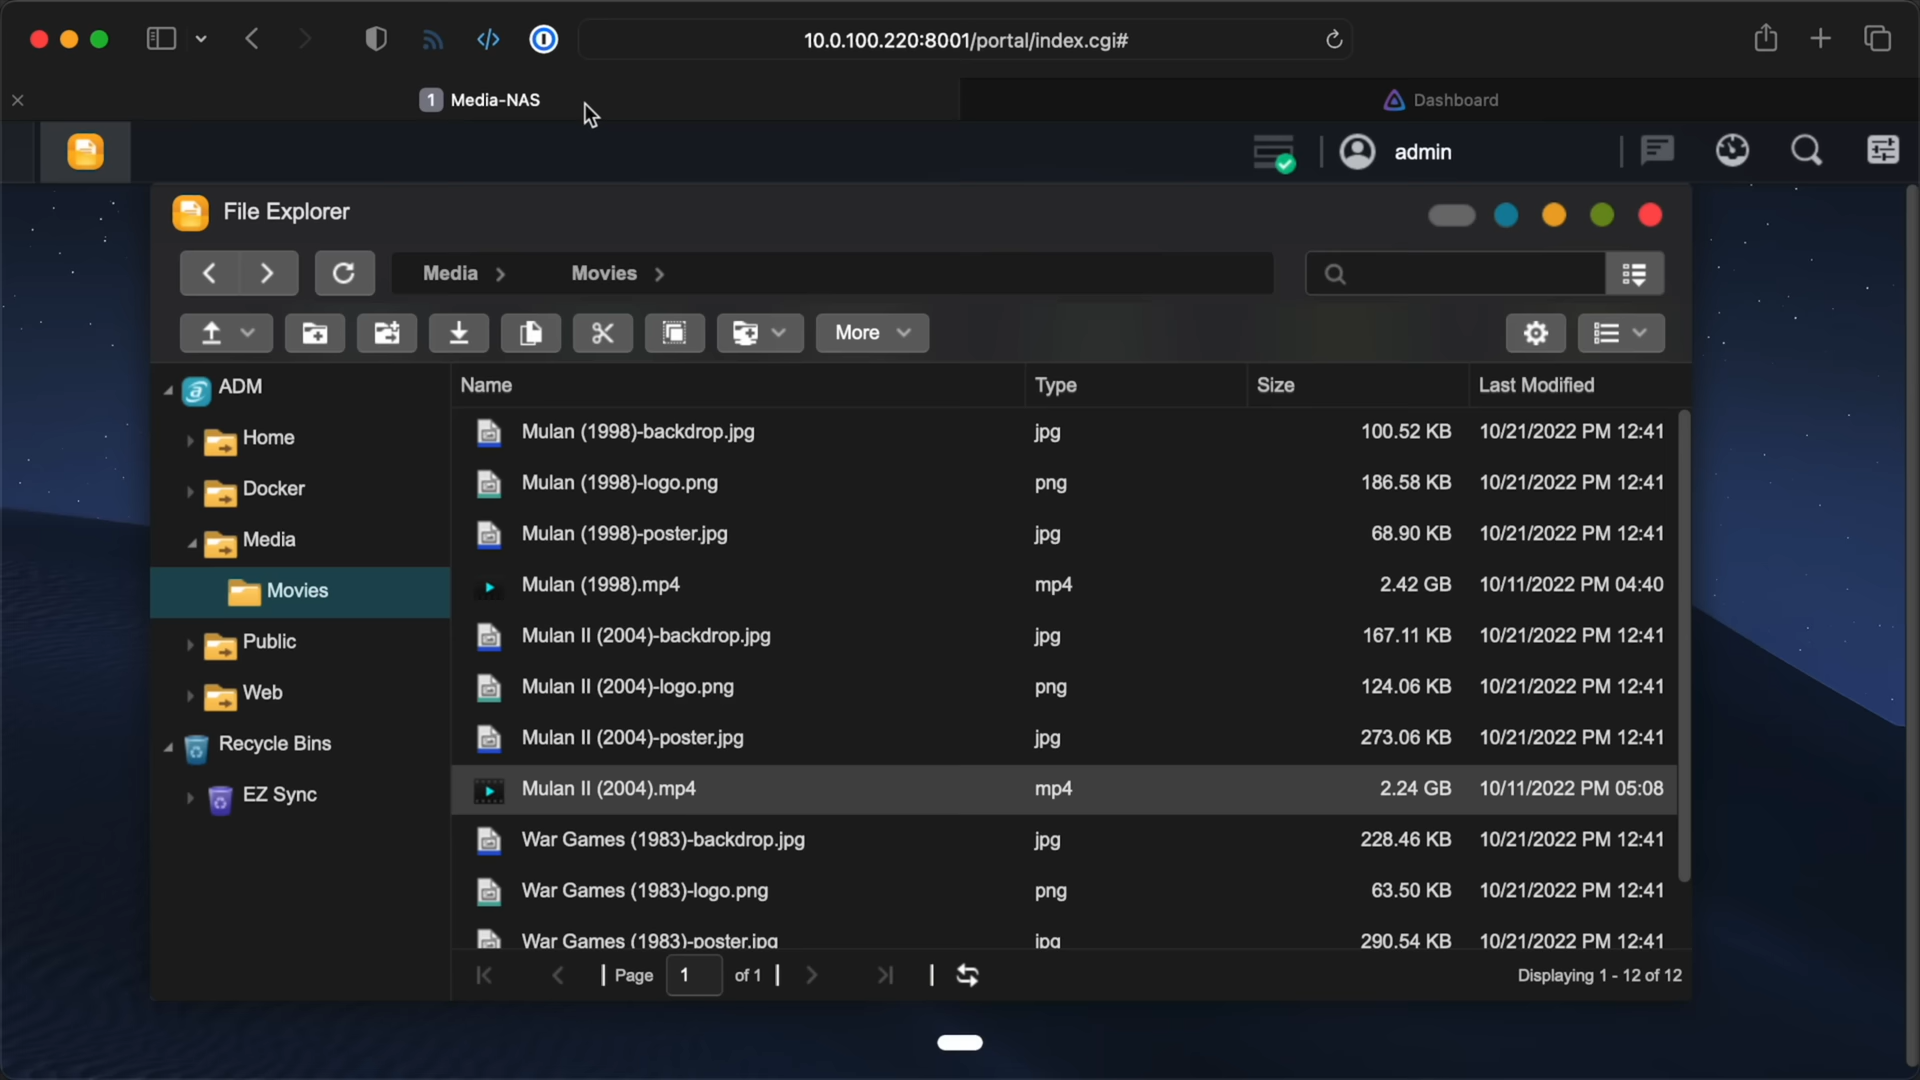 10.0.100.220:8001/portal/index.cgi#
1 Media-NAS
Dashboard
admin
File Explorer
Media
Movies
More
ADM
Home
Docker
Media
Movies
Public
Web
Recycle Bins
EZ Sync
Name Type Size Last Modified
Mulan (1998)-backdrop.jpg jpg 100.52 KB 10/21/2022 PM 12:41
Mulan (1998)-logo.png png 186.58 KB 10/21/2022 PM 12:41
Mulan (1998)-poster.jpg jpg 68.90 KB 10/21/2022 PM 12:41
Mulan (1998).mp4 mp4 2.42 GB 10/11/2022 PM 04:40
Mulan II (2004)-backdrop.jpg jpg 167.11 KB 10/21/2022 PM 12:41
Mulan II (2004)-logo.png png 124.06 KB 10/21/2022 PM 12:41
Mulan II (2004)-poster.jpg jpg 273.06 KB 10/21/2022 PM 12:41
Mulan II (2004).mp4 mp4 2.24 GB 10/11/2022 PM 05:08
War Games (1983)-backdrop.jpg jpg 228.46 KB 10/21/2022 PM 12:41
War Games (1983)-logo.png png 63.50 KB 10/21/2022 PM 12:41
War Games (1983)-poster.jpg jpg 290.54 KB 10/21/2022 PM 12:41
Page 1 of 1
Displaying 1 - 12 of 12